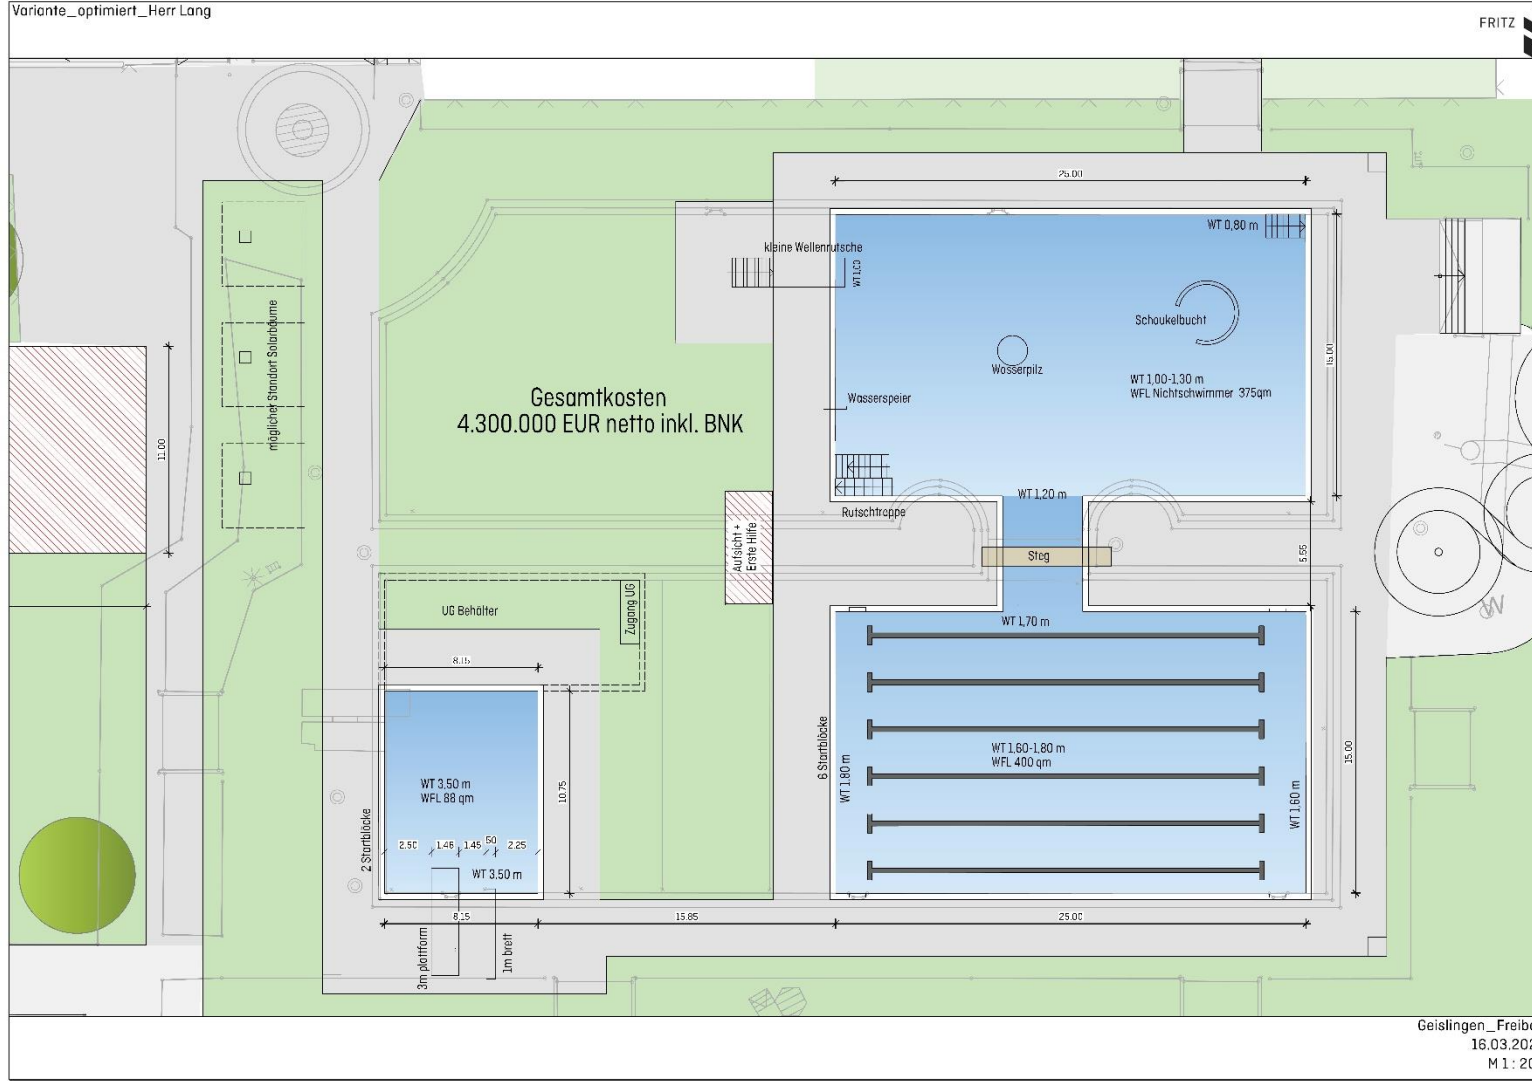 Variante_optimiert_Herr Lang
FRITZ
25.00
WT 0,80 m
kleine Wellenrutsche
WT 1,00
möglicher Standort Solarbäume
Schaukelbucht
15.00
Wasserpilz
WT 1,00-1,30 m
WFL Nichtschwimmer 375qm
Gesamtkosten
4.300.000 EUR netto inkl. BNK
Wasserspeier
11.00
WT 1,20 m
Rutschtreppe
Aufsicht +
Erste Hilfe
Steg
5.55
UG Behälter
Zugang UG
WT 1,70 m
8.15
6 Startblöcke
WT 1,60-1,80 m
WFL 400 qm
WT 1.80 m
15.00
WT 1,60 m
WT 3,50 m
WFL 88 qm
10.75
2 Startblöcke
2.50
1.46
1.45
50
2.25
WT 3,50 m
8.15
15.85
25.00
3m plattform
1m brett
Geislingen_Freib
16.03.202
M 1 : 20